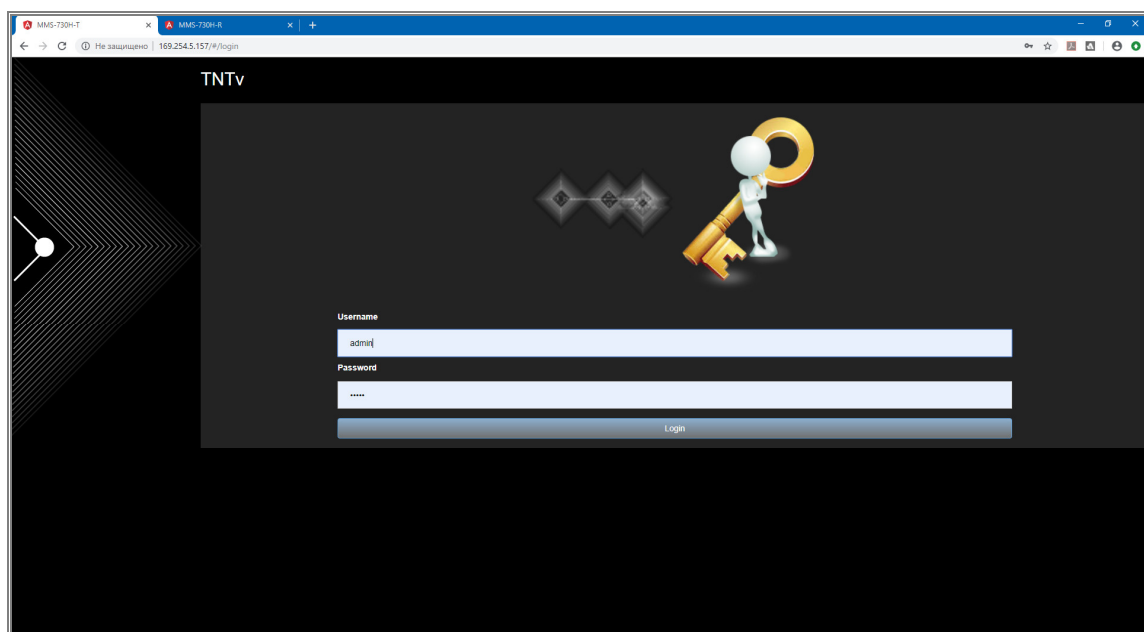 MMS-730H-T
MMS-730H-R
Не защищено | 169.254.5.157/#/login
TNTv
Username
admin
Password
•••••
Login